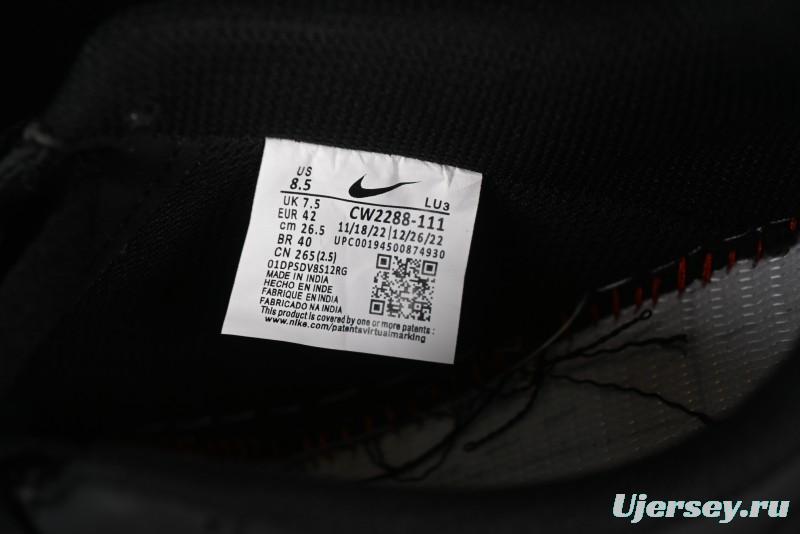 US
8.5
LU3
UK 7.5
EUR 42
cm 26.5
BR 40
CN 265 (2.5)
CW2288-111
11/18/22 | 12/26/22
UPC00194500874930
01DPSDV8S12RG
MADE IN INDIA
HECHO EN INDE
FABRIQUE EN INDIA
FABRICADO NA INDIA
This product is covered by one or more patents :
www.nike.com/patentsvirtualmarking
Ujersey.ru